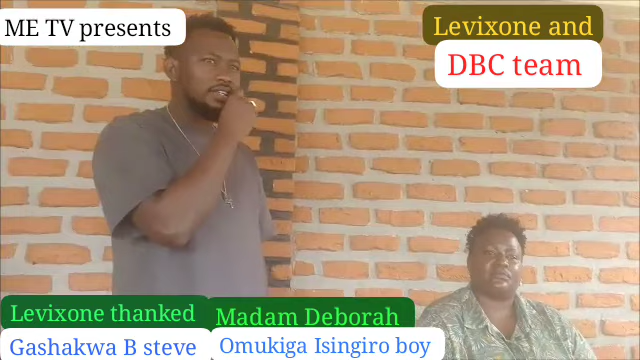 ME TV presents
Levixone and
DBC team
Levixone thanked
Gashakwa B steve
Madam Deborah
Omukiga Isingiro boy